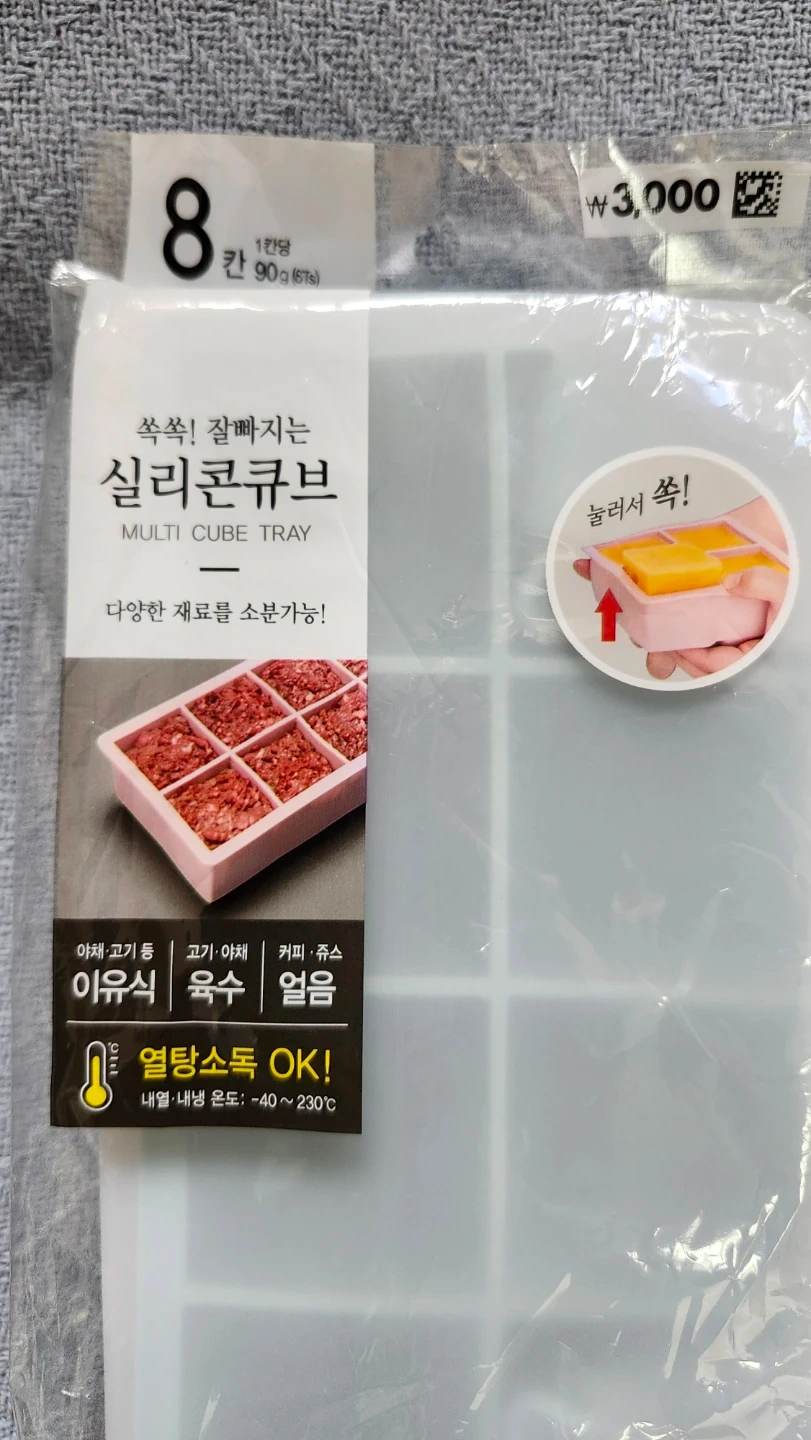 8칸 1칸당
90g (6Ts)
₩3,000
쏙쏙! 잘빠지는
실리콘큐브
MULTI CUBE TRAY
다양한 재료를 소분가능!
눌러서 쏙!
야채·고기 등
이유식
고기·야채
육수
커피·쥬스
얼음
℃
열탕소독 OK!
내열·내냉 온도: -40~230℃